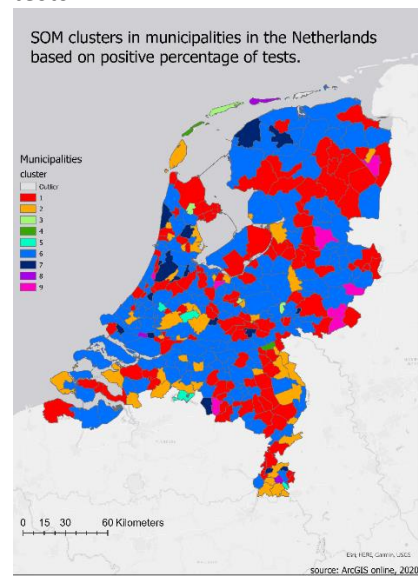 SOM clusters in municipalities in the Netherlands
based on positive percentage of tests.
Municipalities
cluster
Outlier
1
2
3
4
5
6
7
8
9
0 15 30 60 Kilometers
Esri, HERE, Garmin, USGS
source: ArcGIS online, 2020